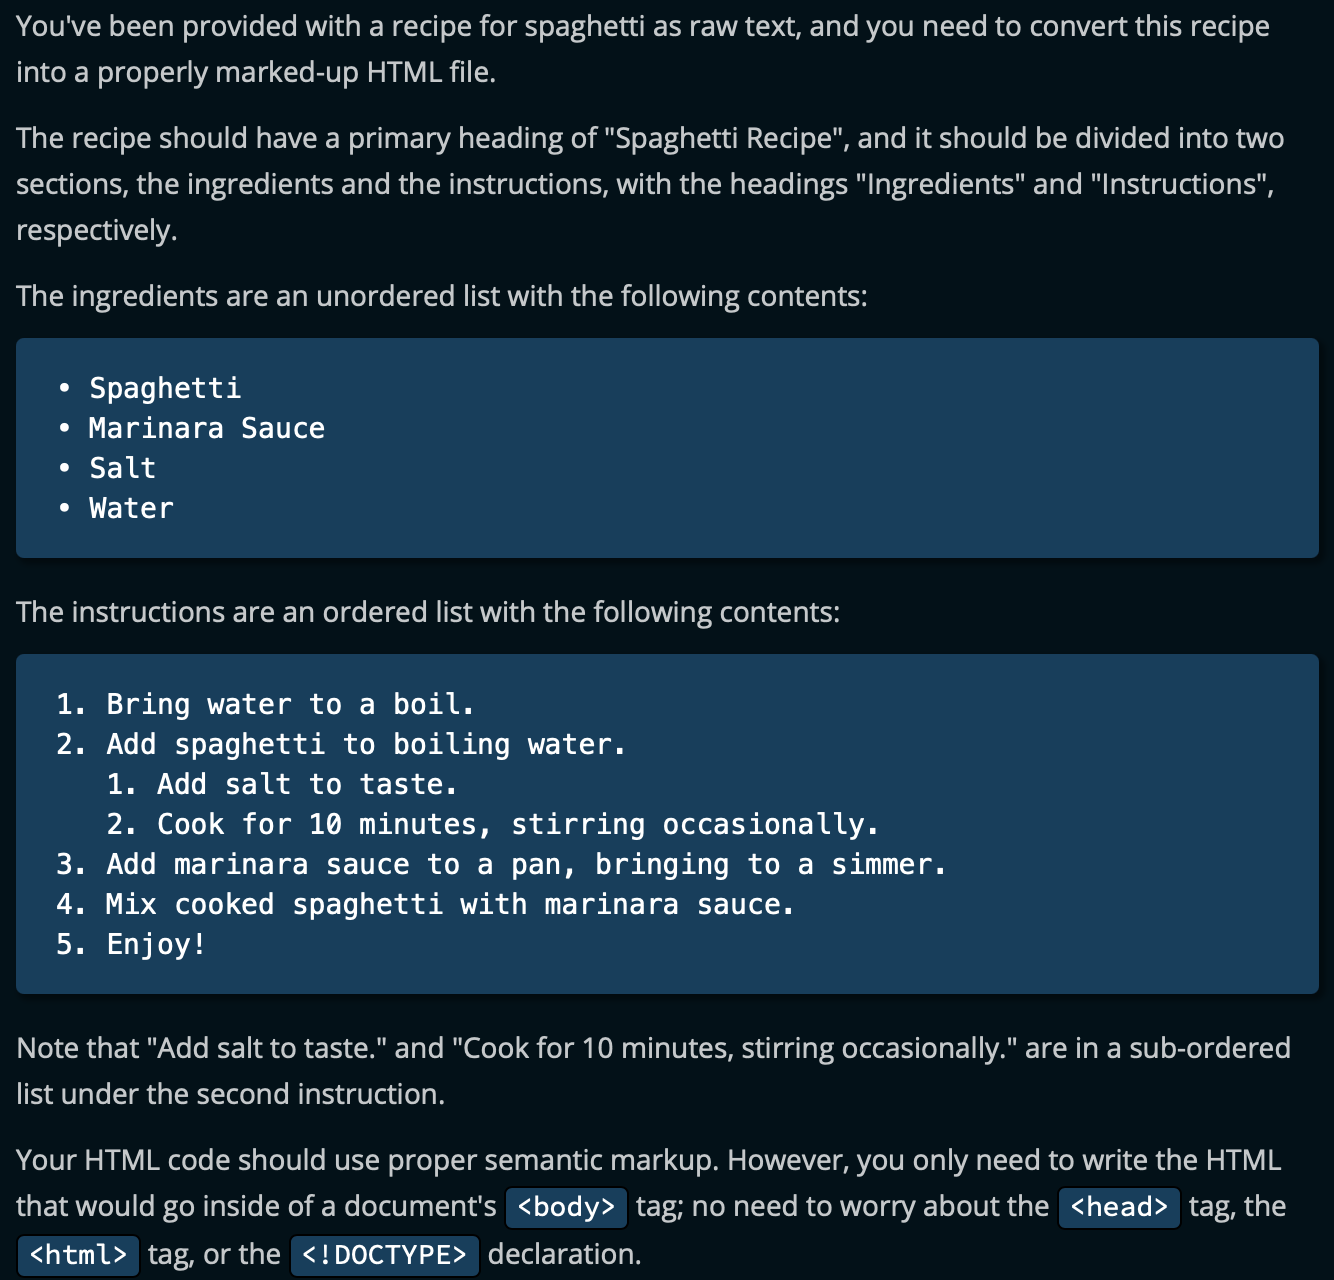 You've been provided with a recipe for spaghetti as raw text, and you need to convert this recipe
into a properly marked-up HTML file.
The recipe should have a primary heading of "Spaghetti Recipe", and it should be divided into two
sections, the ingredients and the instructions, with the headings "Ingredients" and "Instructions",
respectively.
The ingredients are an unordered list with the following contents:
• Spaghetti
• Marinara Sauce
• Salt
• Water
The instructions are an ordered list with the following contents:
1. Bring water to a boil.
2. Add spaghetti to boiling water.
1. Add salt to taste.
2. Cook for 10 minutes, stirring occasionally.
3. Add marinara sauce to a pan, bringing to a simmer.
4. Mix cooked spaghetti with marinara sauce.
5. Enjoy!
Note that "Add salt to taste." and "Cook for 10 minutes, stirring occasionally." are in a sub-ordered
list under the second instruction.
Your HTML code should use proper semantic markup. However, you only need to write the HTML
that would go inside of a document's <body> tag; no need to worry about the <head> tag, the
<html> tag, or the <!DOCTYPE> declaration.